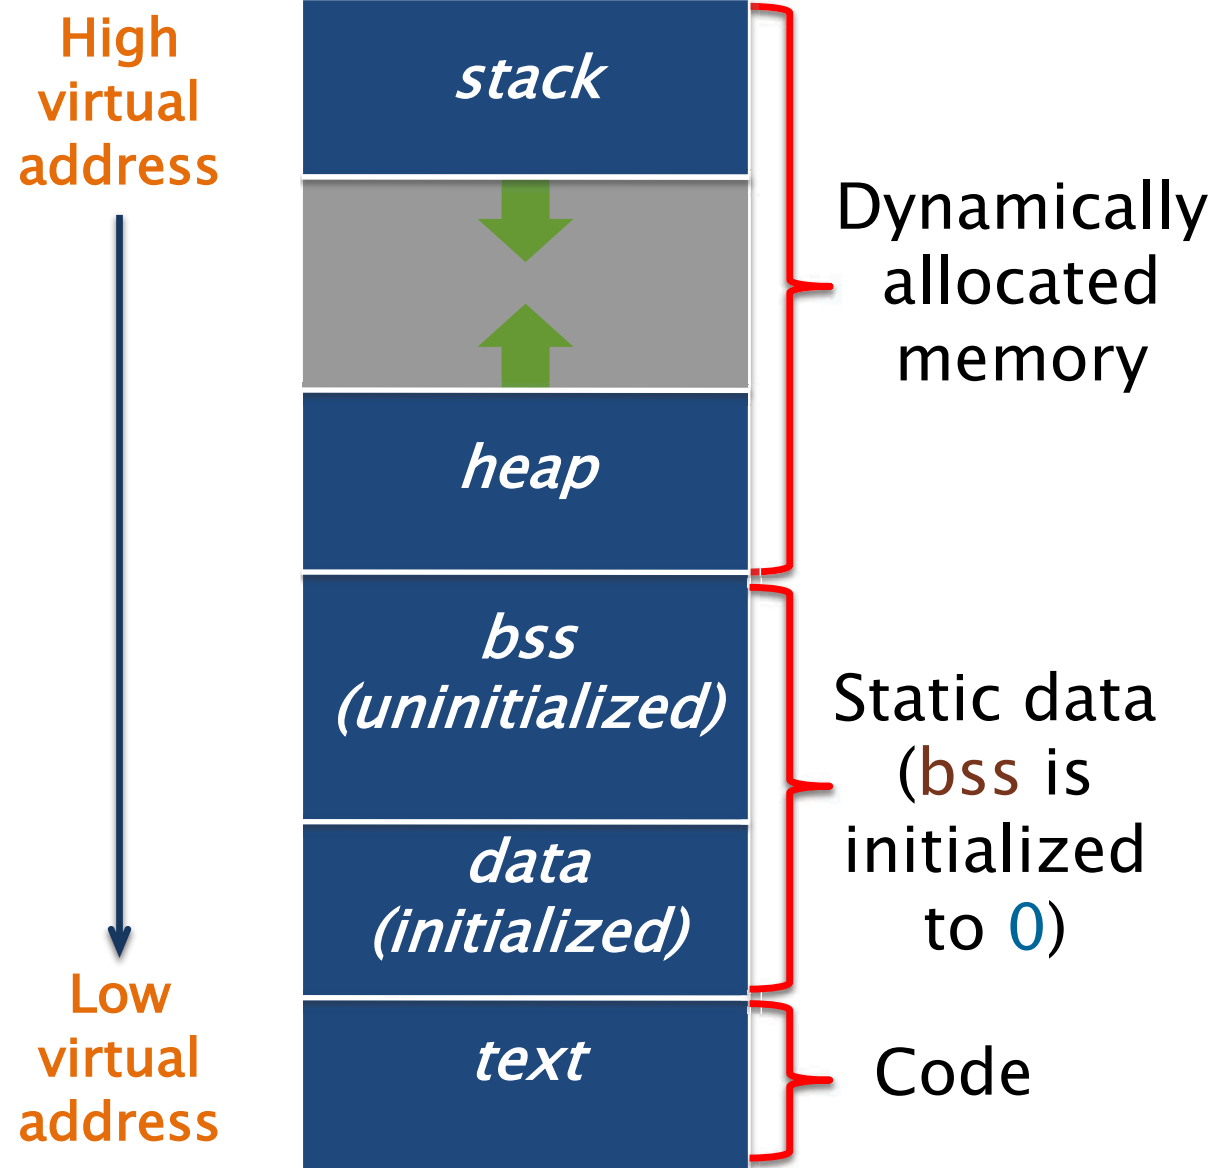 High
virtual
address
stack
Dynamically
allocated
memory
heap
bss
(uninitialized)
Static data
(bss is
initialized
to 0)
data
(initialized)
Low
virtual
address
text
Code